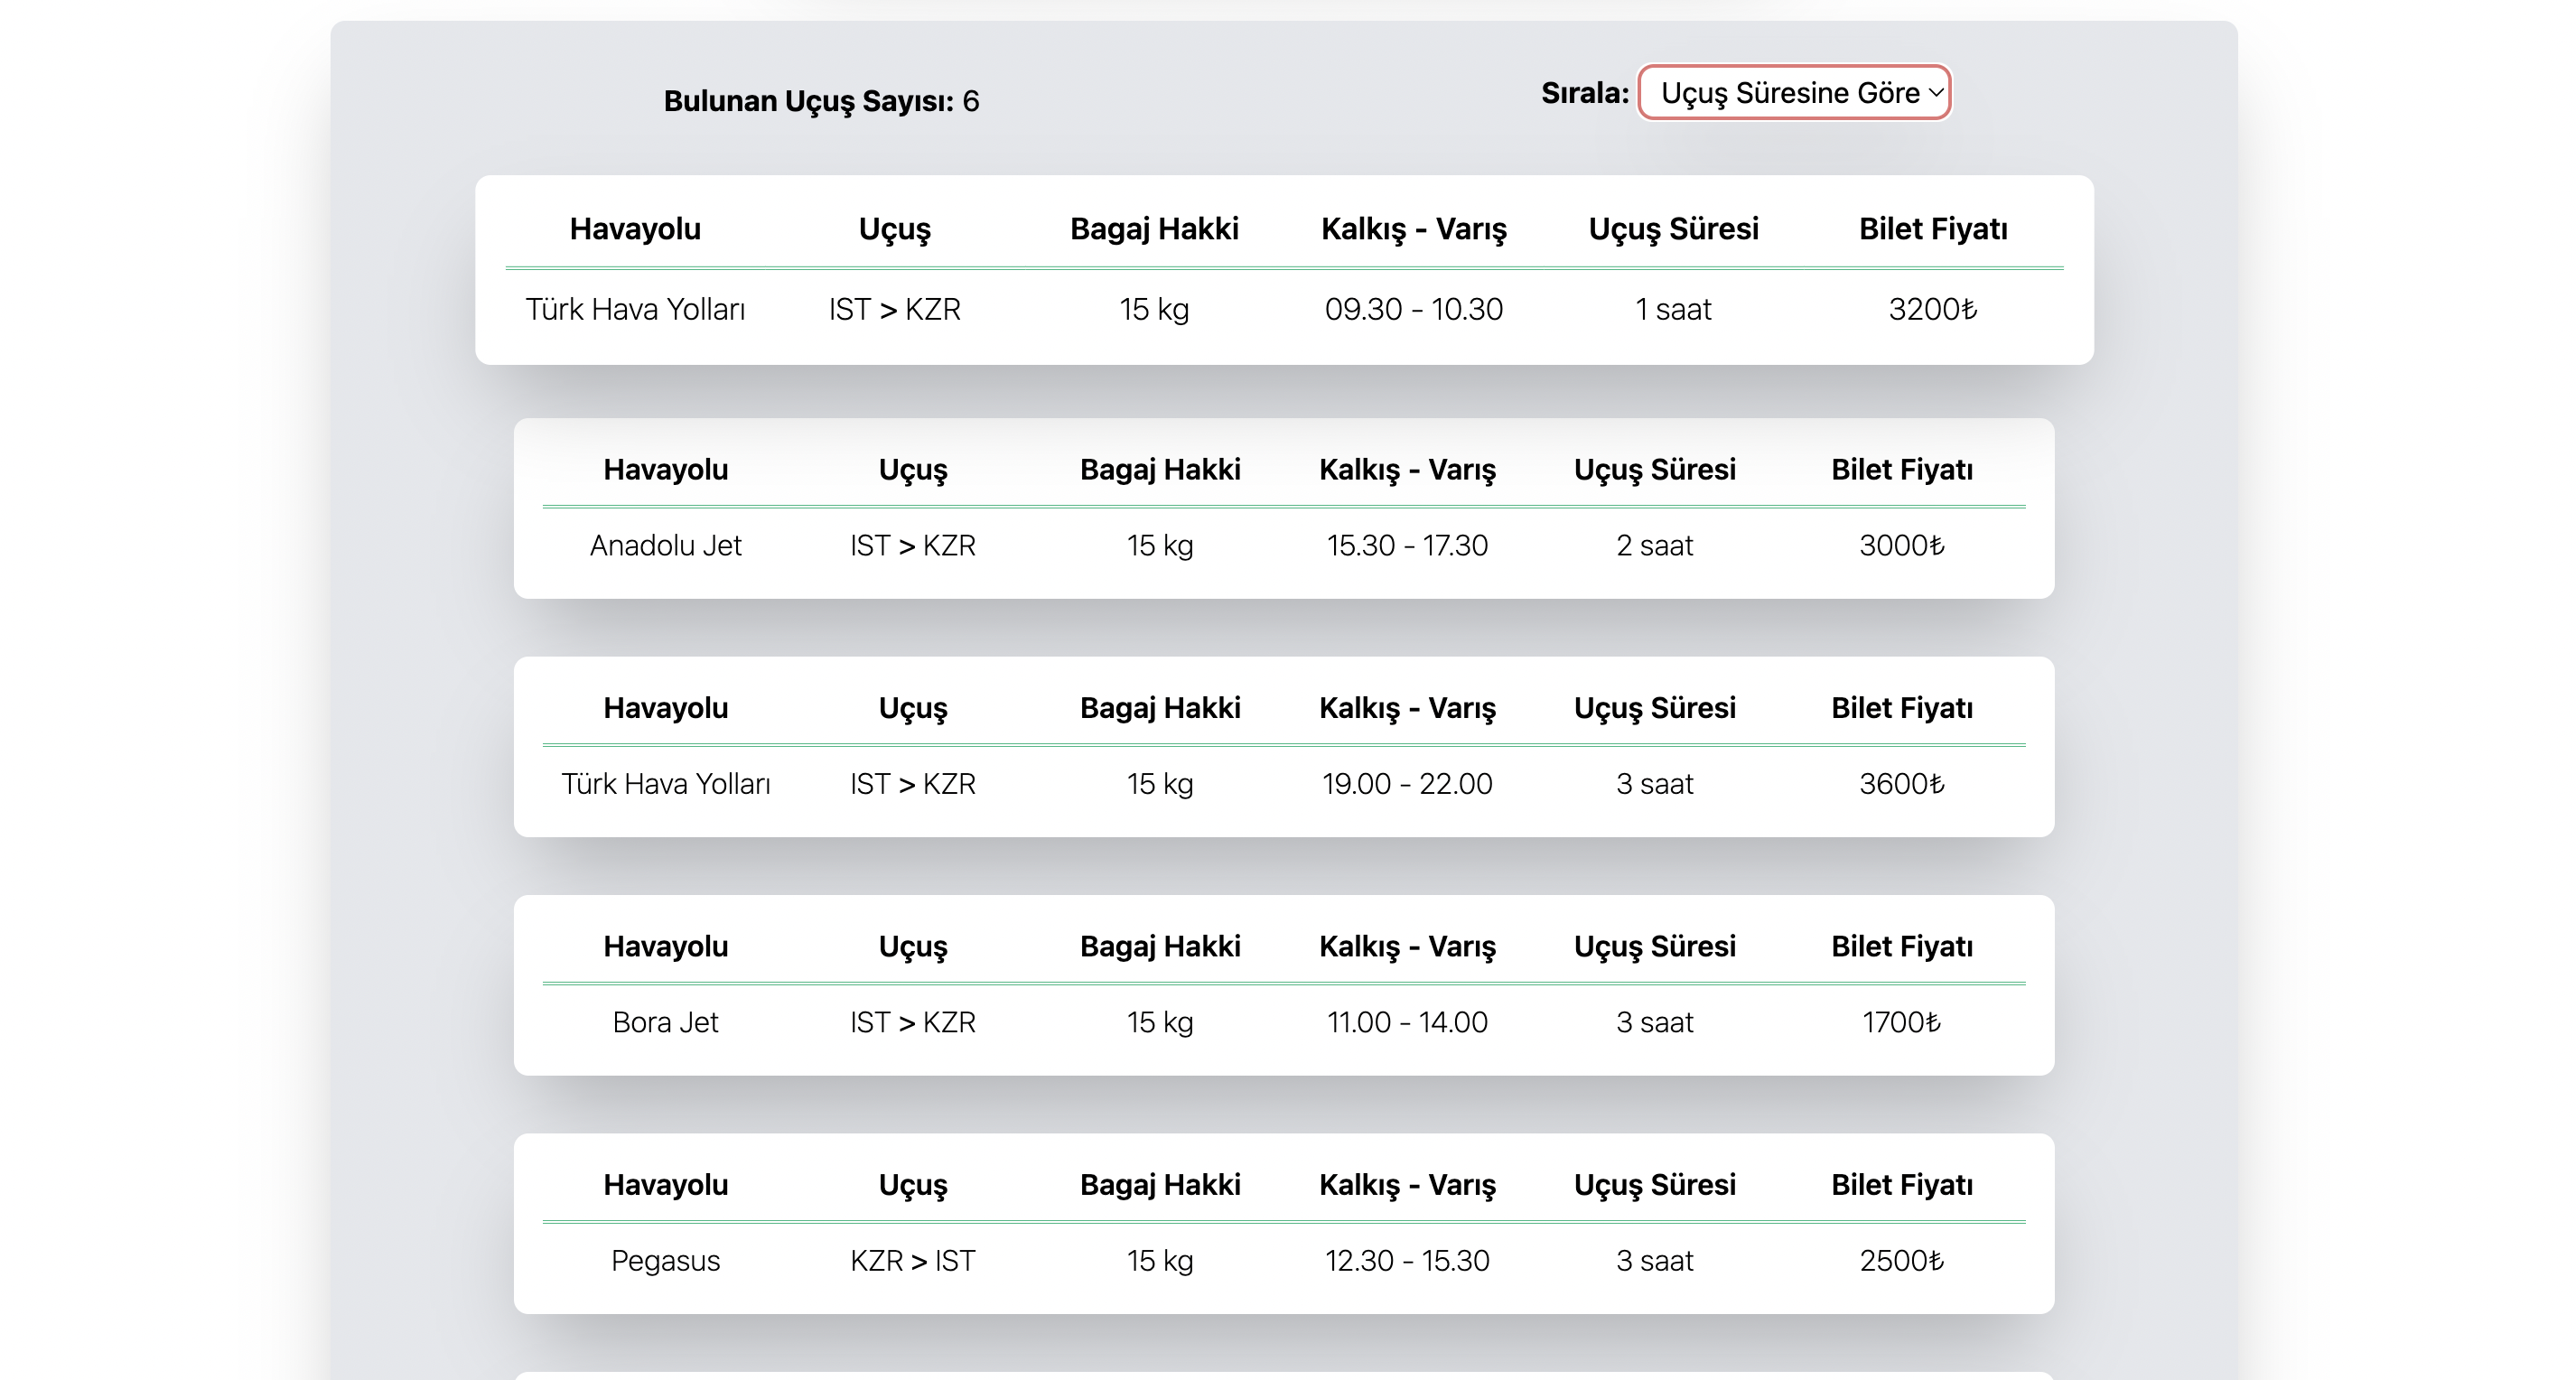 Bulunan Uçuş Sayısı: 6
Sırala: Uçuş Süresine Göre
Havayolu Uçuş Bagaj Hakki Kalkış - Varış Uçuş Süresi Bilet Fiyatı
Türk Hava Yolları IST > KZR 15 kg 09.30 - 10.30 1 saat 3200₺
Havayolu Uçuş Bagaj Hakki Kalkış - Varış Uçuş Süresi Bilet Fiyatı
Anadolu Jet IST > KZR 15 kg 15.30 - 17.30 2 saat 3000₺
Havayolu Uçuş Bagaj Hakki Kalkış - Varış Uçuş Süresi Bilet Fiyatı
Türk Hava Yolları IST > KZR 15 kg 19.00 - 22.00 3 saat 3600₺
Havayolu Uçuş Bagaj Hakki Kalkış - Varış Uçuş Süresi Bilet Fiyatı
Bora Jet IST > KZR 15 kg 11.00 - 14.00 3 saat 1700₺
Havayolu Uçuş Bagaj Hakki Kalkış - Varış Uçuş Süresi Bilet Fiyatı
Pegasus KZR > IST 15 kg 12.30 - 15.30 3 saat 2500₺